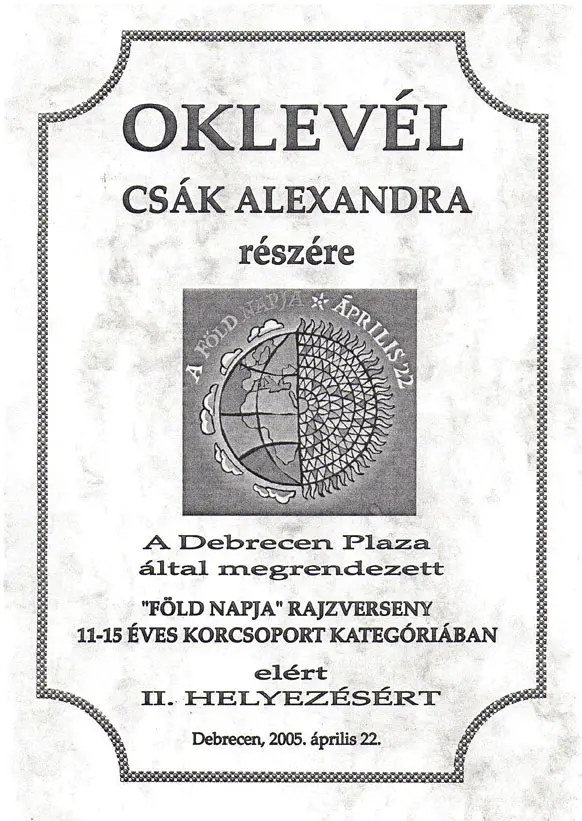 OKLEVÉL
CSÁK ALEXANDRA
részére
A FÖLD NAPJA ★ ÁPRILIS 22
A Debrecen Plaza
által megrendezett
"FÖLD NAPJA" RAJZVERSENY
11-15 ÉVES KORCSOPORT KATEGÓRIÁBAN
elért
II. HELYEZÉSÉRT
Debrecen, 2005. április 22.